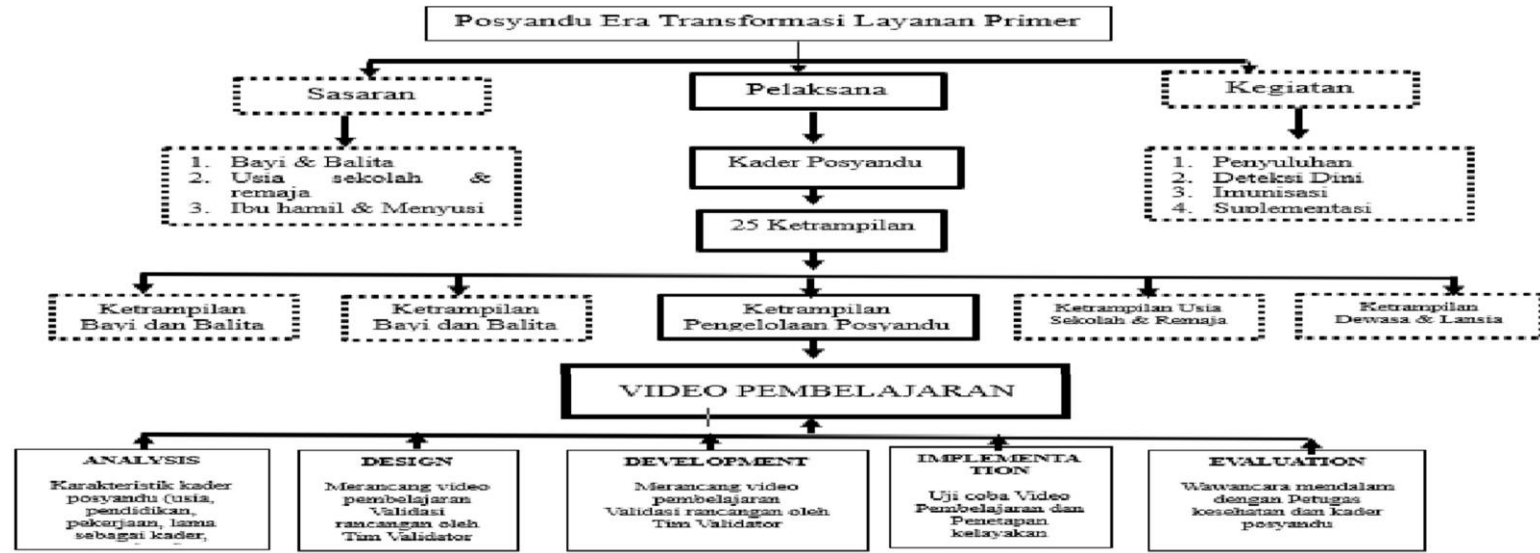 Posyandu Era Transformasi Layanan Primer
Sasaran
Pelaksana
Kegiatan
1. Bayi & Balita
2. Usia sekolah &
remaja
3. Ibu hamil & Menyusi
Kader Posyandu
1. Penyuluhan
2. Deteksi Dini
3. Imunisasi
4. Suplementasi
25 Ketrampilan
Ketrampilan
Bayi dan Balita
Ketrampilan
Bayi dan Balita
Ketrampilan
Pengelolaan Posyandu
Ketrampilan Usia
Sekolah & Remaja
Ketrampilan
Dewasa & Lansia
VIDEO PEMBELAJARAN
ANALYSIS
Karakteristik kader
posyandu (usia,
pendidikan,
pekerjaan, lama
sebagai kader,
DESIGN
Merancang video
pembelajaran
Validasi
rancangan oleh
Tim Validator
DEVELOPMENT
Merancang video
pembelajaran
Validasi rancangan oleh
Tim Validator
IMPLEMENTA
TION
Uji coba Video
Pembelajaran dan
Penetapan
kelayakan
EVALUATION
Wawancara mendalam
dengan Petugas
kesehatan dan kader
posyandu